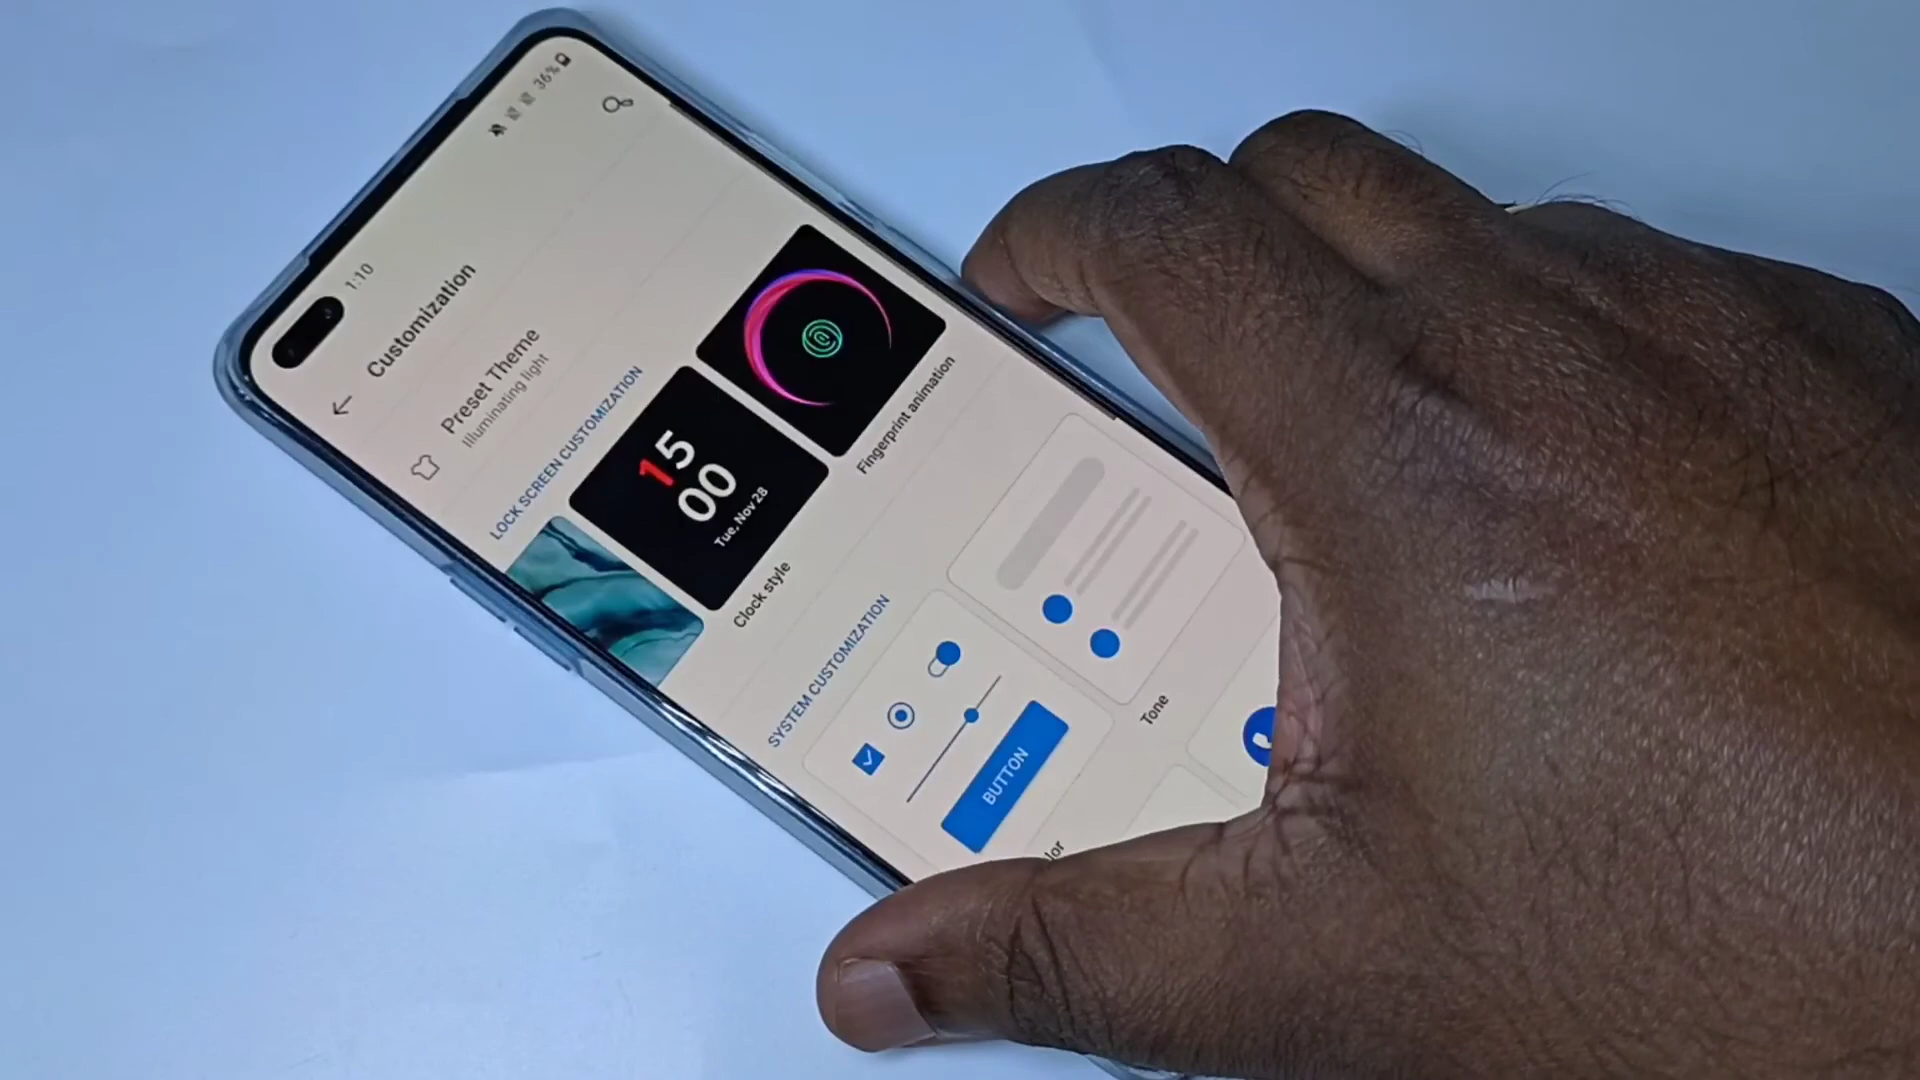 1:10
36%
Customization
Preset Theme
Illuminating light
LOCK SCREEN CUSTOMIZATION
15
00
Tue, Nov 28
Clock style
Fingerprint animation
SYSTEM CUSTOMIZATION
BUTTON
Tone